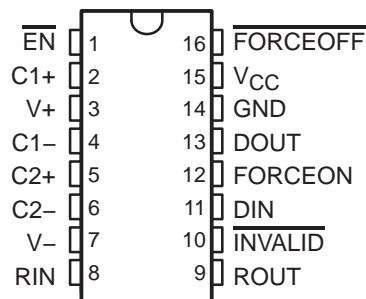 EN 1 16 FORCEOFF
C1+ 2 15 VCC
V+ 3 14 GND
C1− 4 13 DOUT
C2+ 5 12 FORCEON
C2− 6 11 DIN
V− 7 10 INVALID
RIN 8 9 ROUT